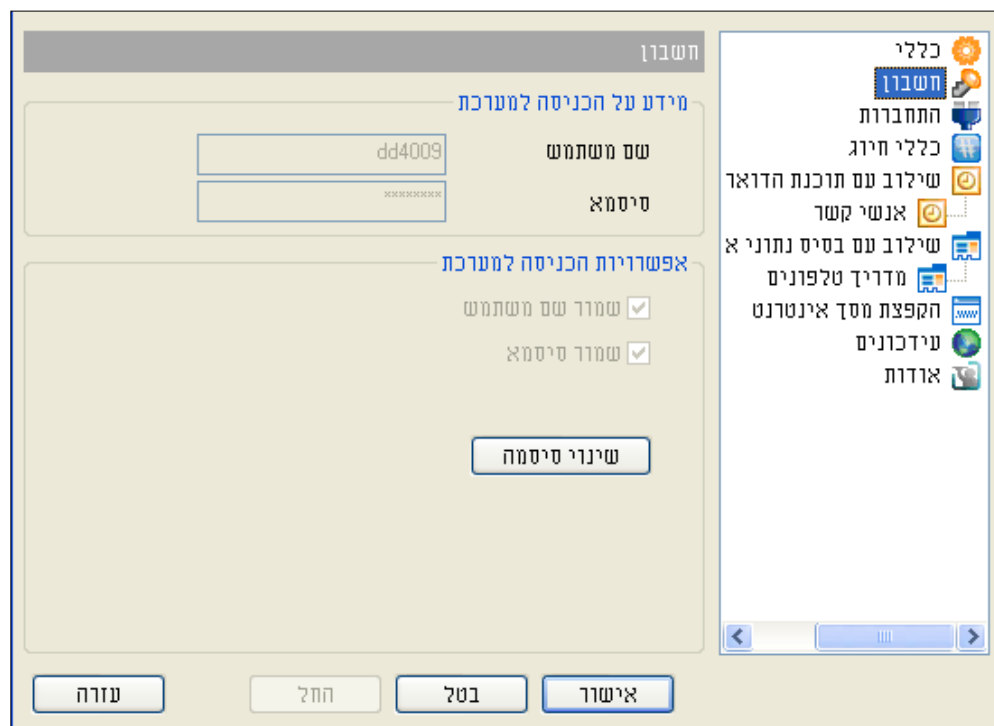 כללי
חשבון
התחברות
כללי חיוג
שילוב עם תוכנת הדואר
אנשי קשר
שילוב עם בסיס נתוני א
מדריך טלפונים
הקפצת מסך אינטרנט
עידכונים
אודות
חשבון
מידע על הכניסה למערכת
שם משתמש
dd4009
סיסמא
********
אפשרויות הכניסה למערכת
שמור שם משתמש
שמור סיסמא
שינוי סיסמה
אישור
בטל
החל
עזרה